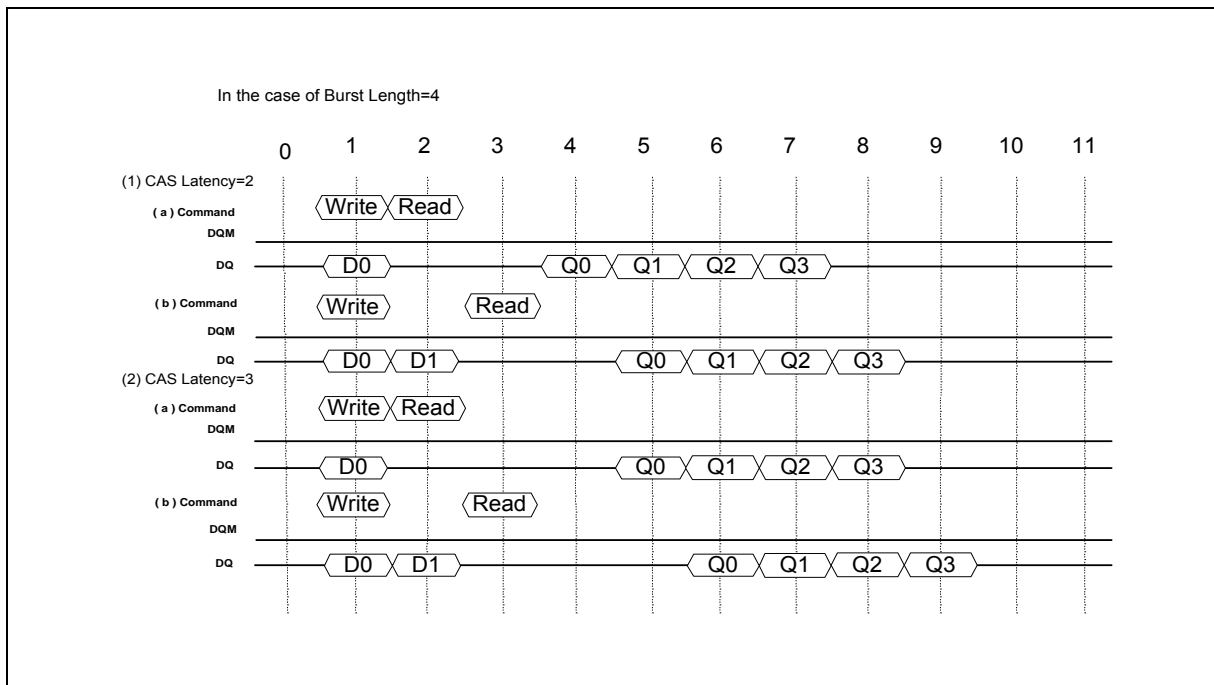 In the case of Burst Length=4
0 1 2 3 4 5 6 7 8 9 10 11
(1) CAS Latency=2
( a ) Command Write Read
DQM
DQ D0 Q0 Q1 Q2 Q3
( b ) Command Write Read
DQM
DQ D0 D1 Q0 Q1 Q2 Q3
(2) CAS Latency=3
( a ) Command Write Read
DQM
DQ D0 Q0 Q1 Q2 Q3
( b ) Command Write Read
DQM
DQ D0 D1 Q0 Q1 Q2 Q3